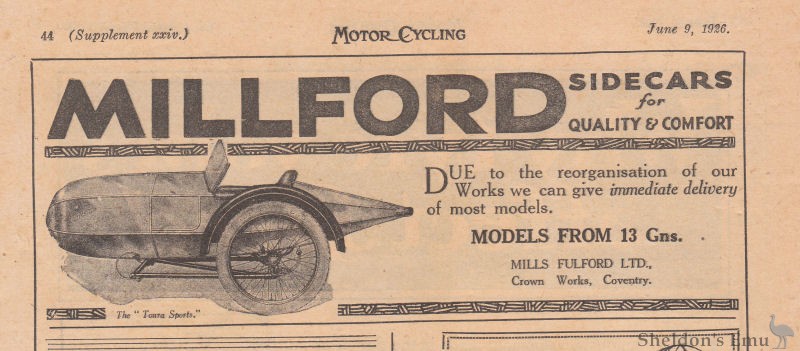 44 (Supplement xxiv.) MOTOR CYCLING June 9, 1926.
MILLFORD
SIDECARS
for
QUALITY & COMFORT
DUE to the reorganisation of our
Works we can give immediate delivery
of most models.
MODELS FROM 13 Gns.
MILLS FULFORD LTD.,
Crown Works, Coventry.
The "Toura Sports."
Sheldon's Emu